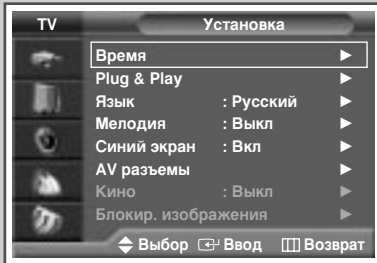 TV Установка
Время
Plug & Play
Язык : Русский
Мелодия : Выкл
Синий экран : Вкл
AV разъемы
Кино : Выкл
Блокир. изображения
Выбор Ввод Возврат